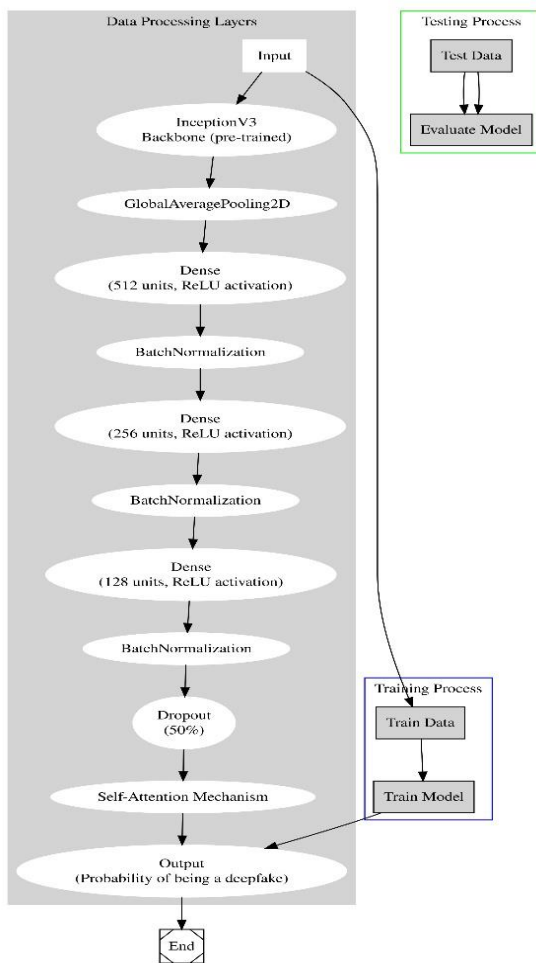 Data Processing Layers
Input
InceptionV3
Backbone (pre-trained)
GlobalAveragePooling2D
Dense
(512 units, ReLU activation)
BatchNormalization
Dense
(256 units, ReLU activation)
BatchNormalization
Dense
(128 units, ReLU activation)
BatchNormalization
Dropout
(50%)
Self-Attention Mechanism
Output
(Probability of being a deepfake)
End
Testing Process
Test Data
Evaluate Model
Training Process
Train Data
Train Model